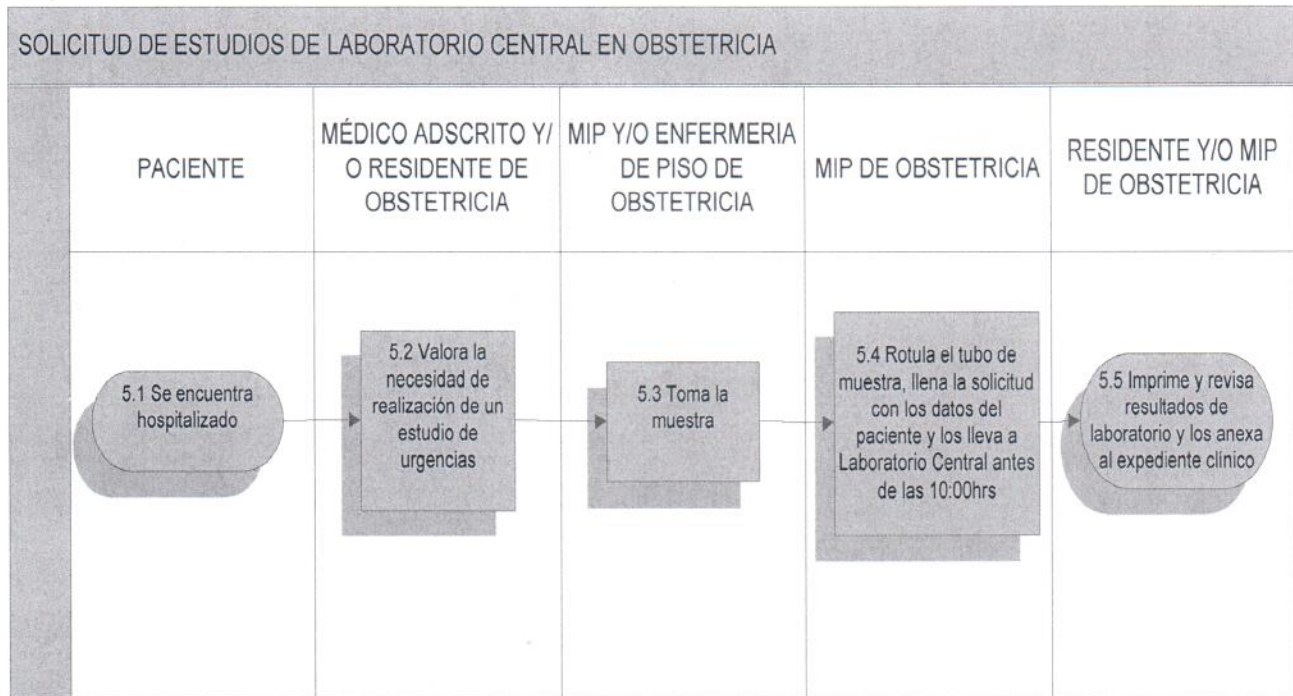 SOLICITUD DE ESTUDIOS DE LABORATORIO CENTRAL EN OBSTETRICIA
PACIENTE
MÉDICO ADSCRITO Y/
O RESIDENTE DE
OBSTETRICIA
MIP Y/O ENFERMERIA
DE PISO DE
OBSTETRICIA
MIP DE OBSTETRICIA
RESIDENTE Y/O MIP
DE OBSTETRICIA
5.1 Se encuentra
hospitalizado
5.2 Valora la
necesidad de
realización de un
estudio de
urgencias
5.3 Toma la
muestra
5.4 Rotula el tubo de
muestra, llena la solicitud
con los datos del
paciente y los lleva a
Laboratorio Central antes
de las 10:00hrs
5.5 Imprime y revisa
resultados de
laboratorio y los anexa
al expediente clínico